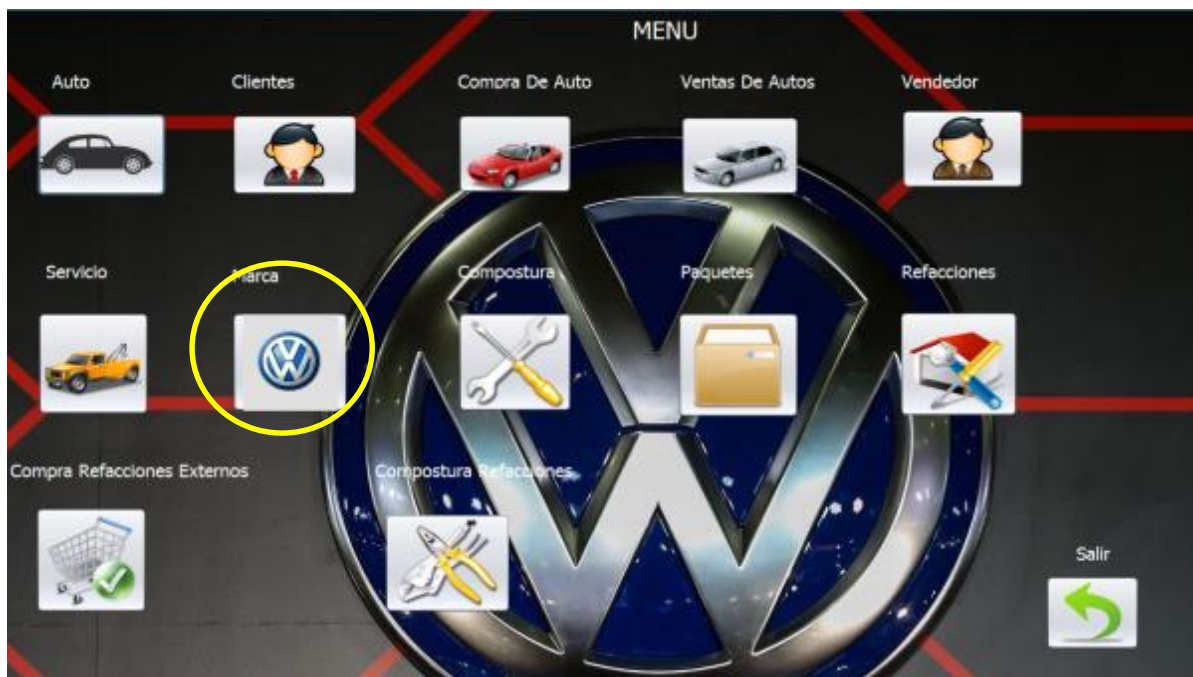 MENU
Auto
Clientes
Compra De Auto
Ventas De Autos
Vendedor
Servicio
Marca
Compostura
Paquetes
Refacciones
Compra Refacciones Externos
Compostura Refacciones
Salir